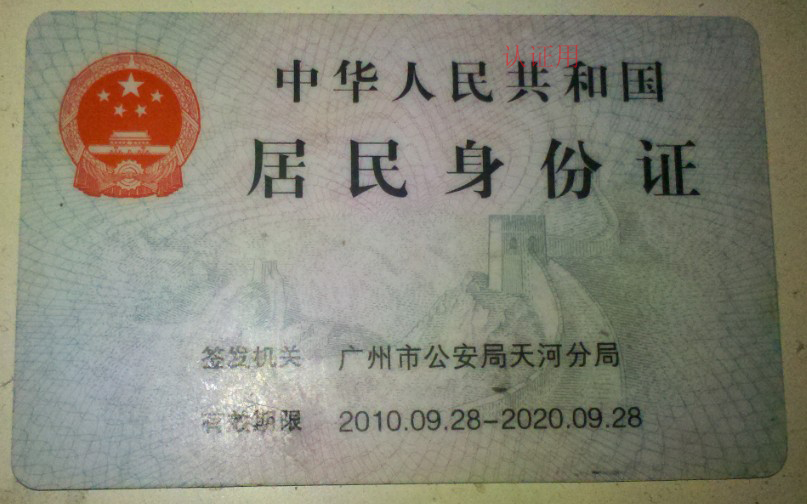 认证用
中华人民共和国
居民身份证
签发机关 广州市公安局天河分局
有效期限 2010.09.28-2020.09.28